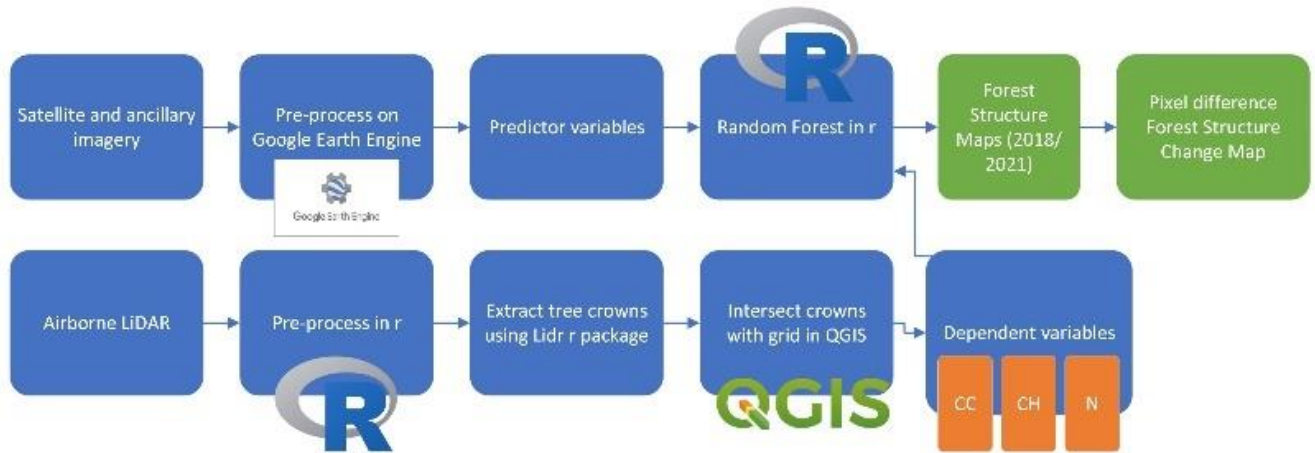 Satellite and ancillary
imagery
Pre-process on
Google Earth Engine
Google Earth Engine
Predictor variables
R
Random Forest in r
Forest
Structure
Maps (2018/
2021)
Pixel difference
Forest Structure
Change Map
Airborne LiDAR
Pre-process in r
R
Extract tree crowns
using Lidr r package
Intersect crowns
with grid in QGIS
QGIS
Dependent variables
CC
CH
N